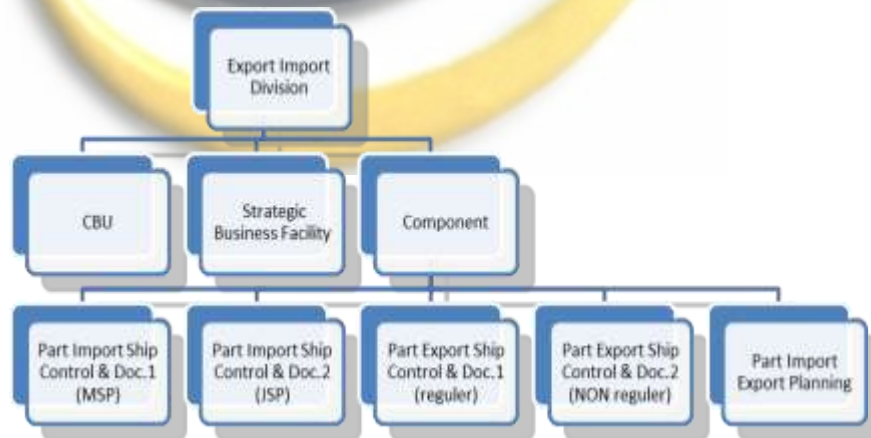 Export Import
Division
CBU
Strategic
Business Facility
Component
Part Import Ship
Control & Doc.1
(MSP)
Part Import Ship
Control & Doc.2
(JSP)
Part Export Ship
Control & Doc.1
(reguler)
Part Export Ship
Control & Doc.2
(NON reguler)
Part Import
Export Planning